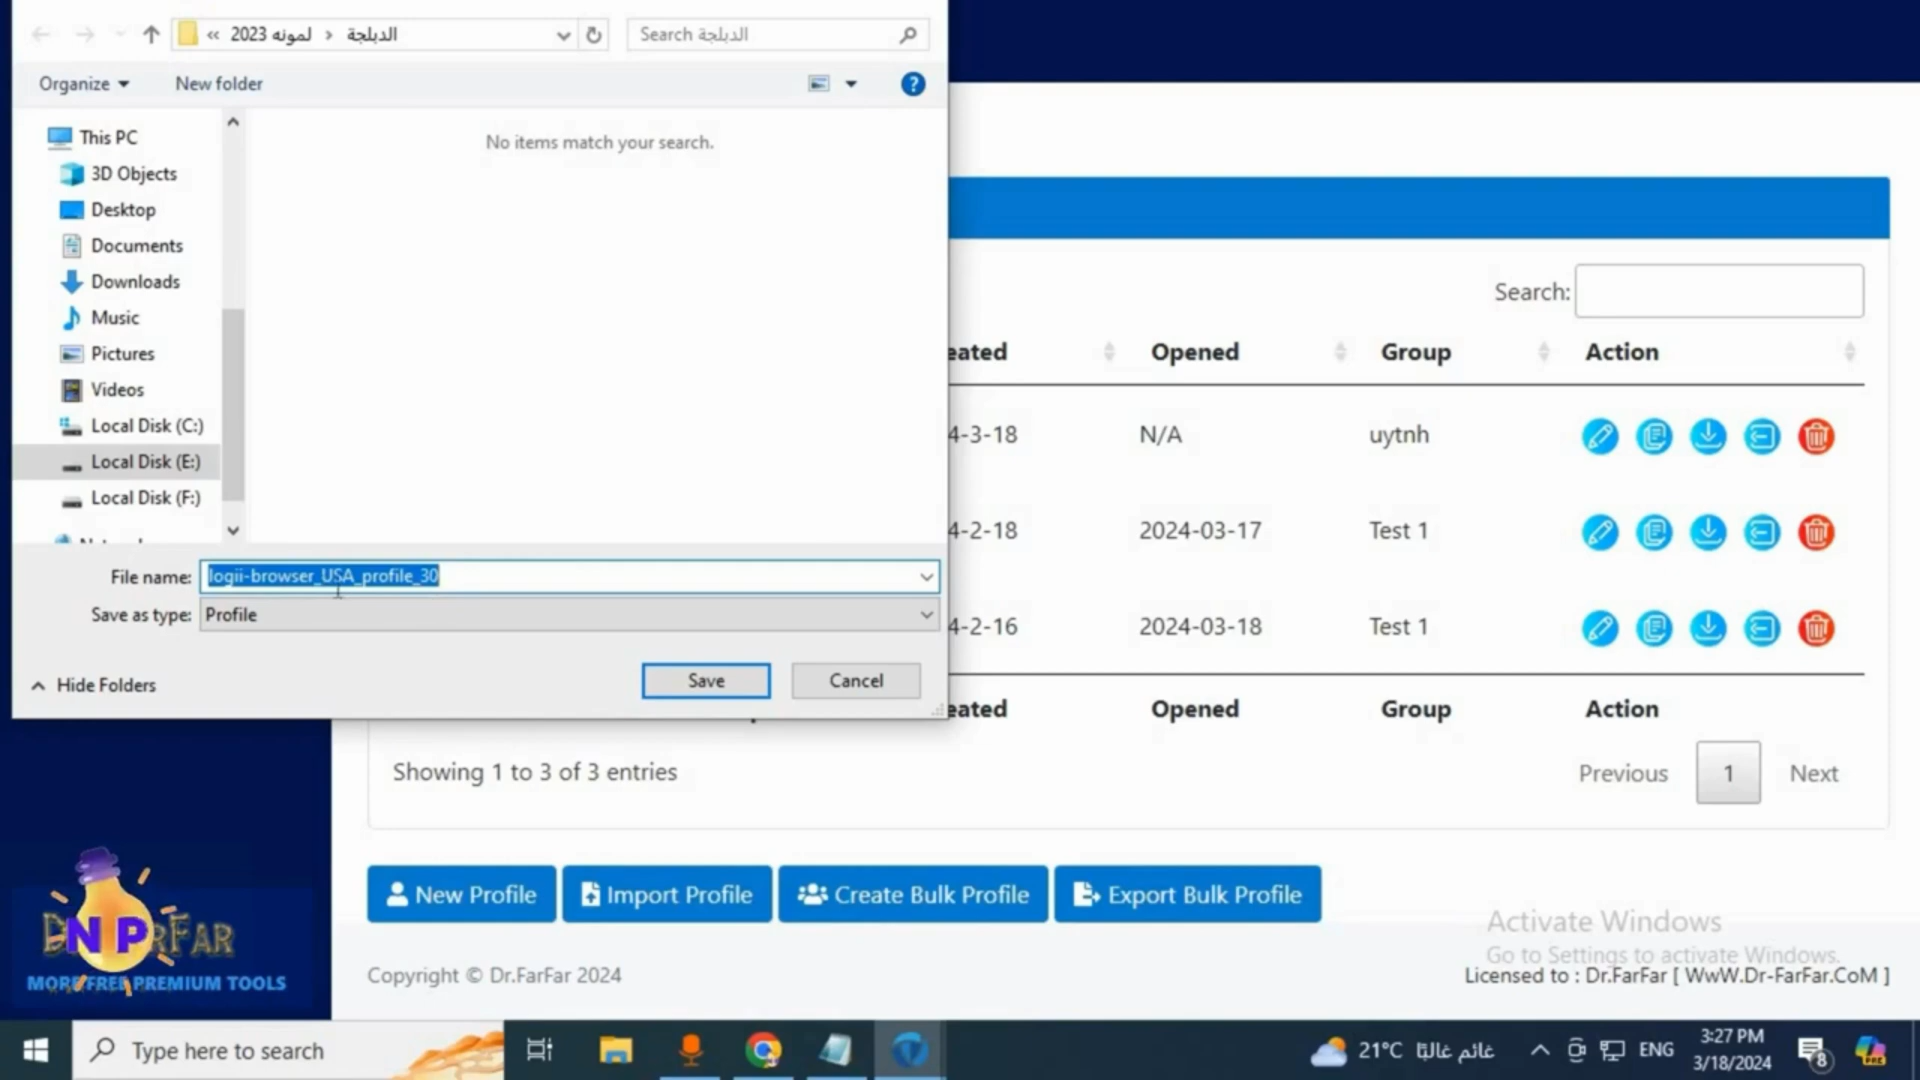 « لمونه 2023 › الدبلجة
Search الدبلجة
Organize
New folder
This PC
3D Objects
Desktop
Documents
Downloads
Music
Pictures
Videos
Local Disk (C:)
Local Disk (E:)
Local Disk (F:)
No items match your search.
File name: logii-browser_USA_profile_30
Save as type: Profile
Hide Folders
Save
Cancel
Search:
eated Opened Group Action
4-3-18 N/A uytnh
4-2-18 2024-03-17 Test 1
4-2-16 2024-03-18 Test 1
eated Opened Group Action
Showing 1 to 3 of 3 entries
Previous 1 Next
New Profile
Import Profile
Create Bulk Profile
Export Bulk Profile
Activate Windows
Go to Settings to activate Windows.
Copyright © Dr.FarFar 2024
Licensed to : Dr.FarFar [ WwW.Dr-FarFar.CoM ]
MORE FREE PREMIUM TOOLS
Type here to search
21°C غائم غالبًا
ENG
3:27 PM
3/18/2024
8